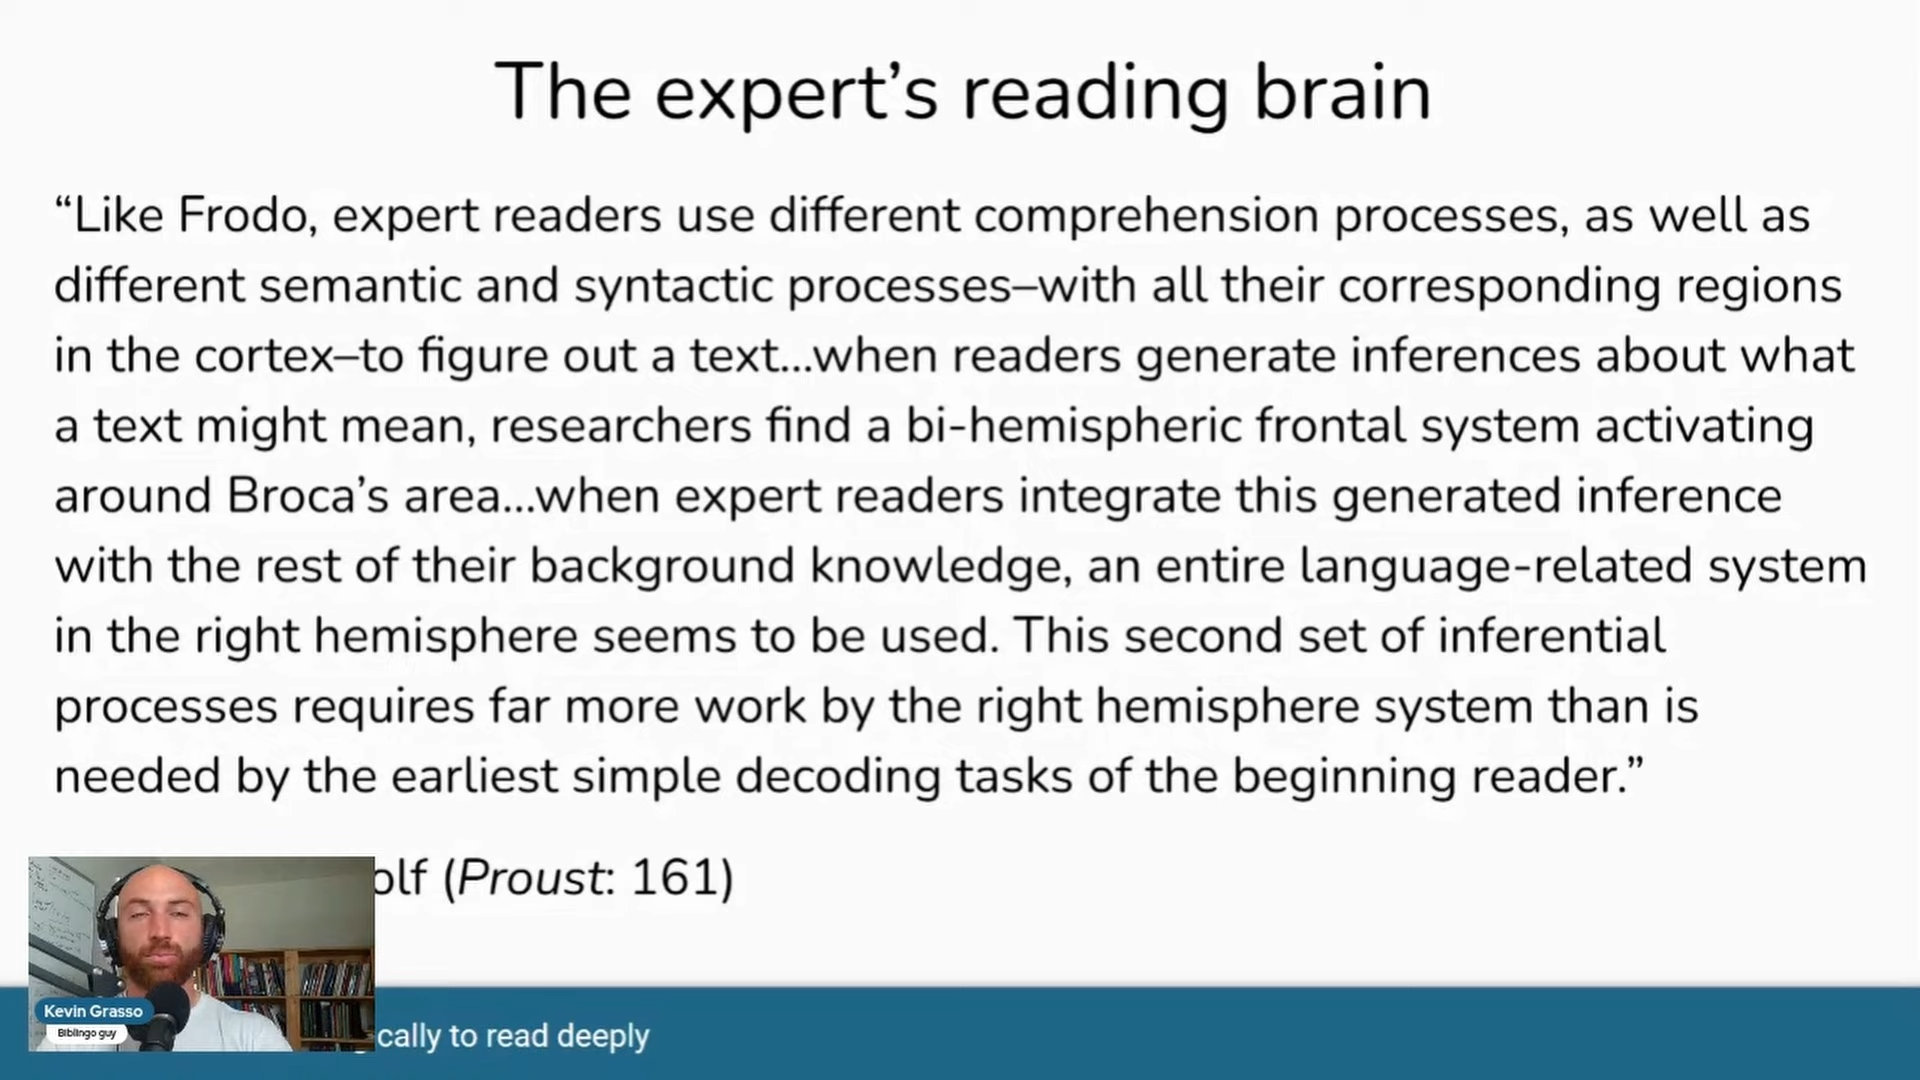 The expert’s reading brain
“Like Frodo, expert readers use different comprehension processes, as well as
different semantic and syntactic processes–with all their corresponding regions
in the cortex–to figure out a text...when readers generate inferences about what
a text might mean, researchers find a bi-hemispheric frontal system activating
around Broca’s area...when expert readers integrate this generated inference
with the rest of their background knowledge, an entire language-related system
in the right hemisphere seems to be used. This second set of inferential
processes requires far more work by the right hemisphere system than is
needed by the earliest simple decoding tasks of the beginning reader.”
olf (Proust: 161)
Kevin Grasso
Biblingo guy
cally to read deeply